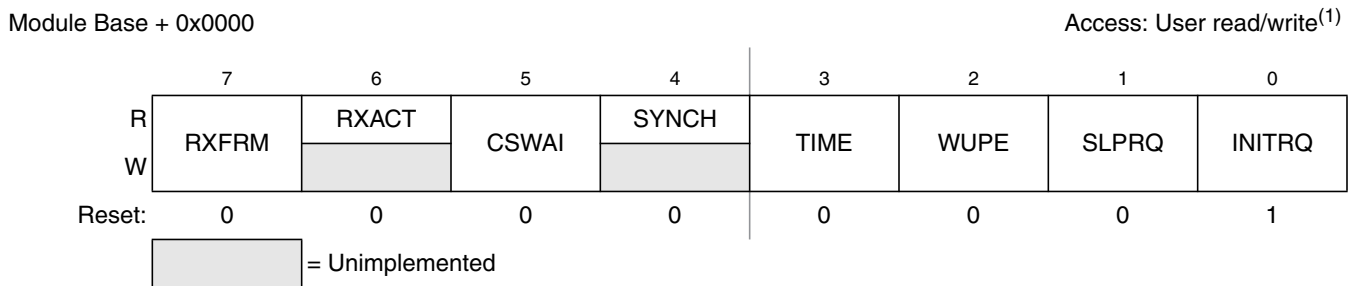 Module Base + 0x0000 Access: User read/write(1)
7 6 5 4 3 2 1 0
R RXFRM RXACT CSWAI SYNCH TIME WUPE SLPRQ INITRQ
W
Reset: 0 0 0 0 0 0 0 1
= Unimplemented